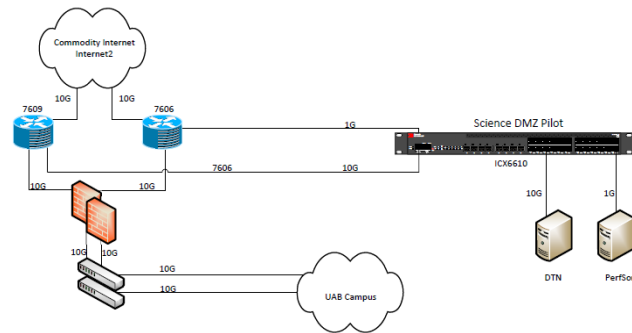 Commodity Internet
Internet2
10G
10G
7609
7606
1G
Science DMZ Pilot
ICX6610
7606
10G
10G
10G
10G
1G
10G
10G
10G
10G
DTN
PerfSon
UAB Campus